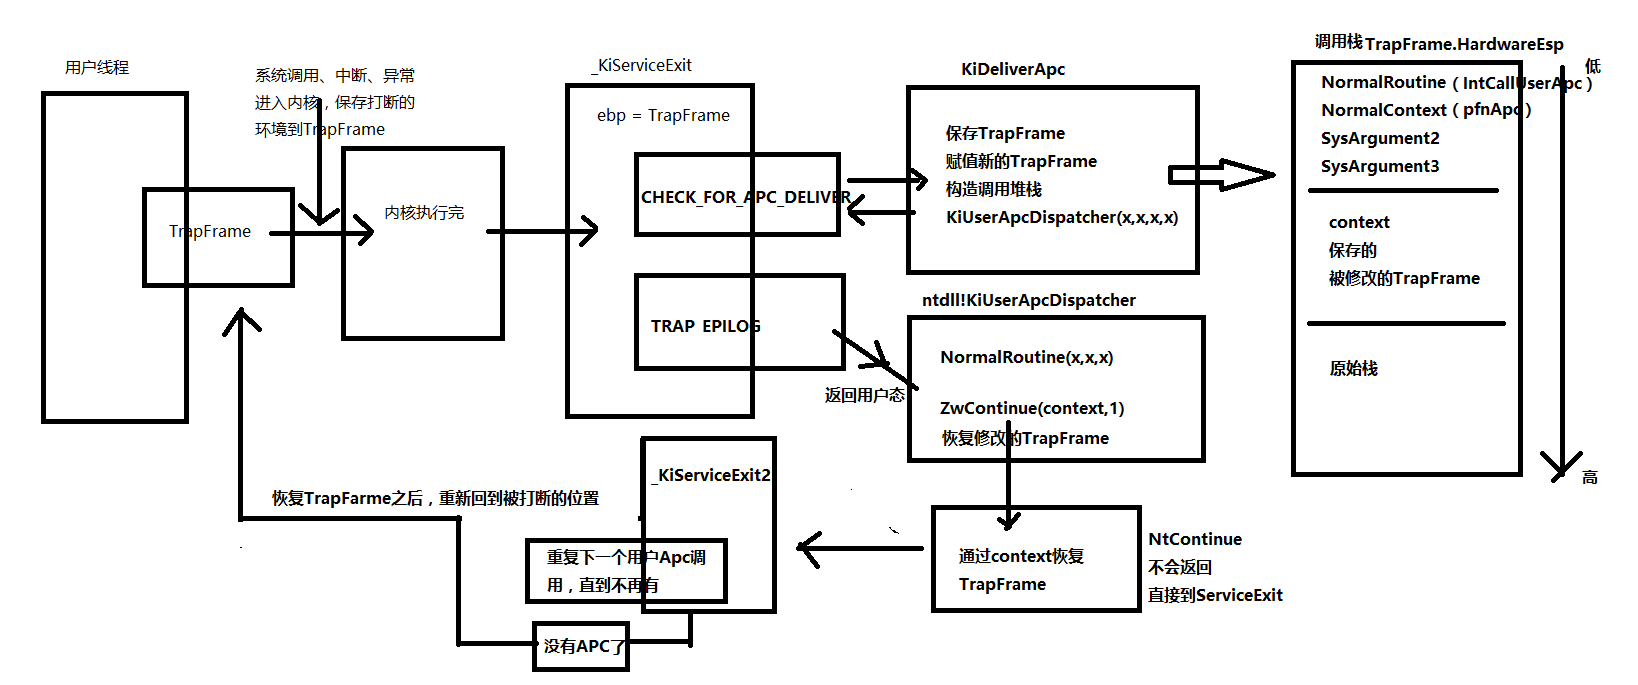 用户线程
TrapFrame
系统调用、中断、异常
进入内核，保存打断的
环境到TrapFrame
内核执行完
_KiServiceExit
ebp = TrapFrame
CHECK_FOR_APC_DELIVER
TRAP_EPILOG
返回用户态
KiDeliverApc
保存TrapFrame
赋值新的TrapFrame
构造调用堆栈
KiUserApcDispatcher(x,x,x,x)
调用栈TrapFrame.HardwareEsp
低
NormalRoutine（IntCallUserApc）
NormalContext（pfnApc）
SysArgument2
SysArgument3
context
保存的
被修改的TrapFrame
原始栈
高
ntdll!KiUserApcDispatcher
NormalRoutine(x,x,x)
ZwContinue(context,1)
恢复修改的TrapFrame
通过context恢复
TrapFrame
NtContinue
不会返回
直接到ServiceExit
_KiServiceExit2
重复下一个用户Apc调
用，直到不再有
没有APC了
恢复TrapFarme之后，重新回到被打断的位置